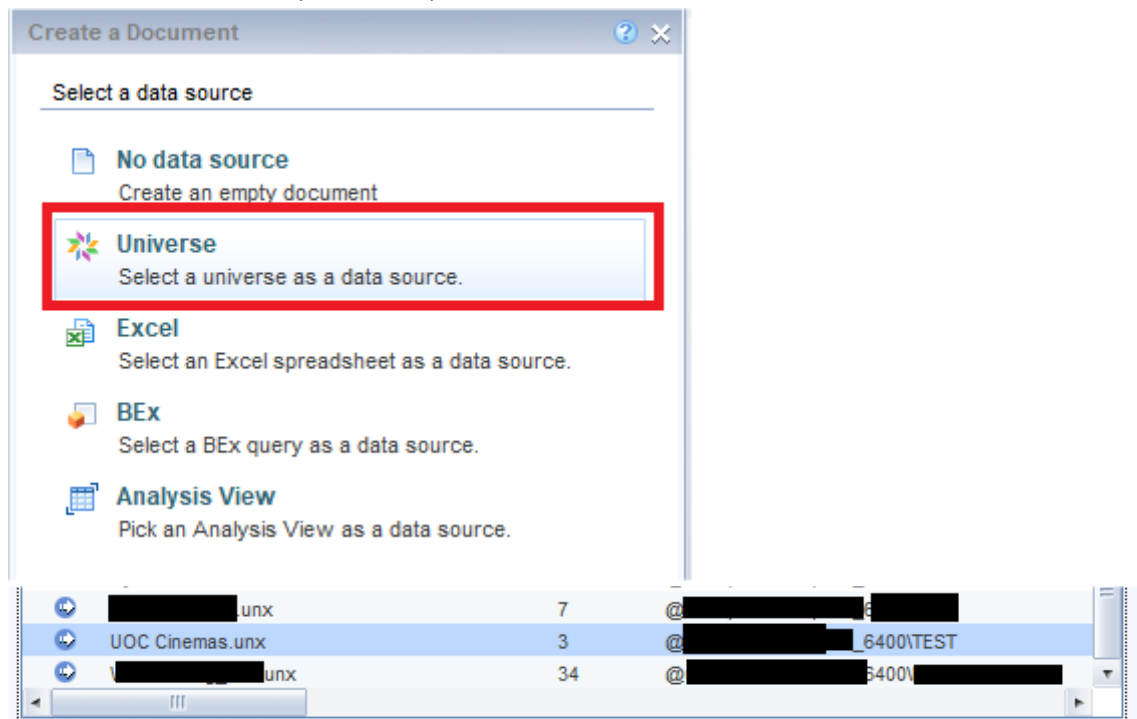 Create a Document
Select a data source
No data source
Create an empty document
Universe
Select a universe as a data source.
Excel
Select an Excel spreadsheet as a data source.
BEx
Select a BEx query as a data source.
Analysis View
Pick an Analysis View as a data source.
.unx 7 @
UOC Cinemas.unx 3 @ _6400\TEST
unx 34 @ 6400\